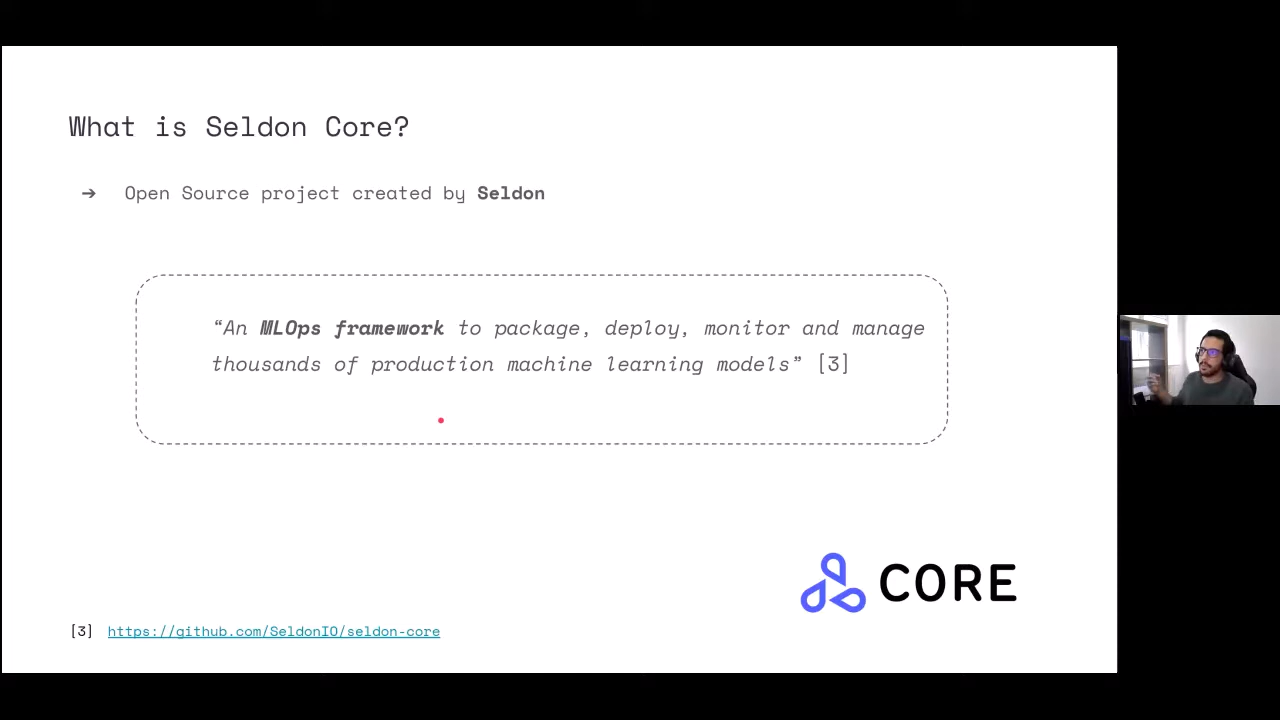 What is Seldon Core?
➔ Open Source project created by Seldon
“An MLOps framework to package, deploy, monitor and manage
thousands of production machine learning models” [3]
CORE
[3] https://github.com/SeldonIO/seldon-core